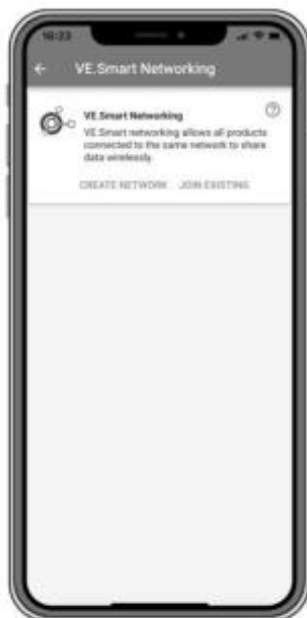 16:23
VE.Smart Networking
VE.Smart Networking
VE.Smart networking allows all products
connected to the same network to share
data wirelessly.
CREATE NETWORK JOIN EXISTING